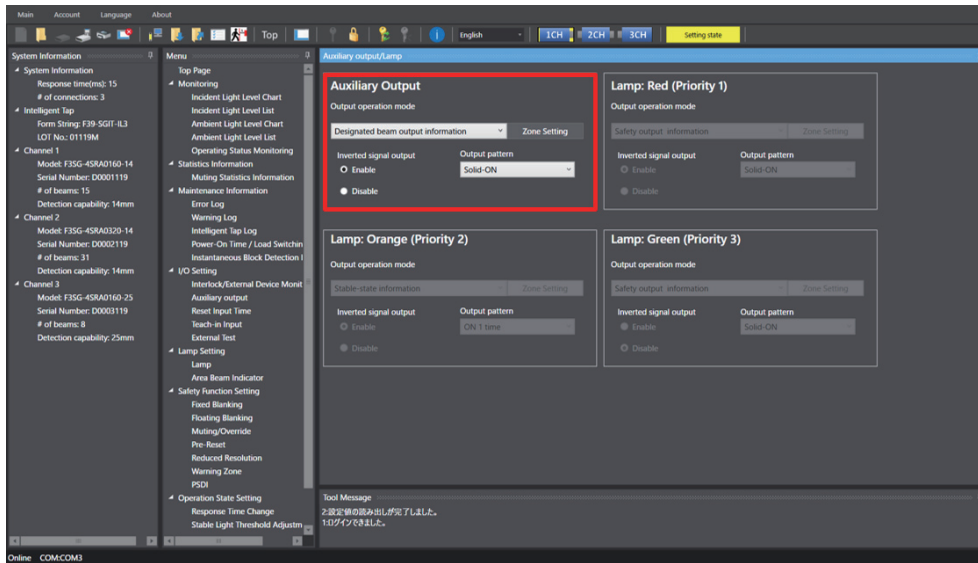 Main Account Language About
Top English 1CH 2CH 3CH Setting state
System Information
System Information
Response time(ms): 15
# of connections: 3
Intelligent Tap
Form String: F39-SGIT-IL3
LOT No.: 01119M
Channel 1
Model: F3SG-4SRA0160-14
Serial Number: D0001119
# of beams: 15
Detection capability: 14mm
Channel 2
Model: F3SG-4SRA0320-14
Serial Number: D0002119
# of beams: 31
Detection capability: 14mm
Channel 3
Model: F3SG-4SRA0160-25
Serial Number: D0003119
# of beams: 8
Detection capability: 25mm
Menu
Top Page
Monitoring
Incident Light Level Chart
Incident Light Level List
Ambient Light Level Chart
Ambient Light Level List
Operating Status Monitoring
Statistics Information
Muting Statistics Information
Maintenance Information
Error Log
Warning Log
Intelligent Tap Log
Power-On Time / Load Switchin
Instantaneous Block Detection I
I/O Setting
Interlock/External Device Monit
Auxiliary output
Reset Input Time
Teach-in Input
External Test
Lamp Setting
Lamp
Area Beam Indicator
Safety Function Setting
Fixed Blanking
Floating Blanking
Muting/Override
Pre-Reset
Reduced Resolution
Warning Zone
PSDI
Operation State Setting
Response Time Change
Stable Light Threshold Adjustm
Auxiliary output/Lamp
Auxiliary Output
Output operation mode
Designated beam output information Zone Setting
Inverted signal output Output pattern
Enable Solid-ON
Disable
Lamp: Red (Priority 1)
Output operation mode
Safety output information Zone Setting
Inverted signal output Output pattern
Enable Solid-ON
Disable
Lamp: Orange (Priority 2)
Output operation mode
Stable-state information Zone Setting
Inverted signal output Output pattern
Enable ON 1 time
Disable
Lamp: Green (Priority 3)
Output operation mode
Safety output information Zone Setting
Inverted signal output Output pattern
Enable Solid-ON
Disable
Tool Message
2:設定値の読み出しが完了しました。
1:ログインできました。
Online COM:COM3